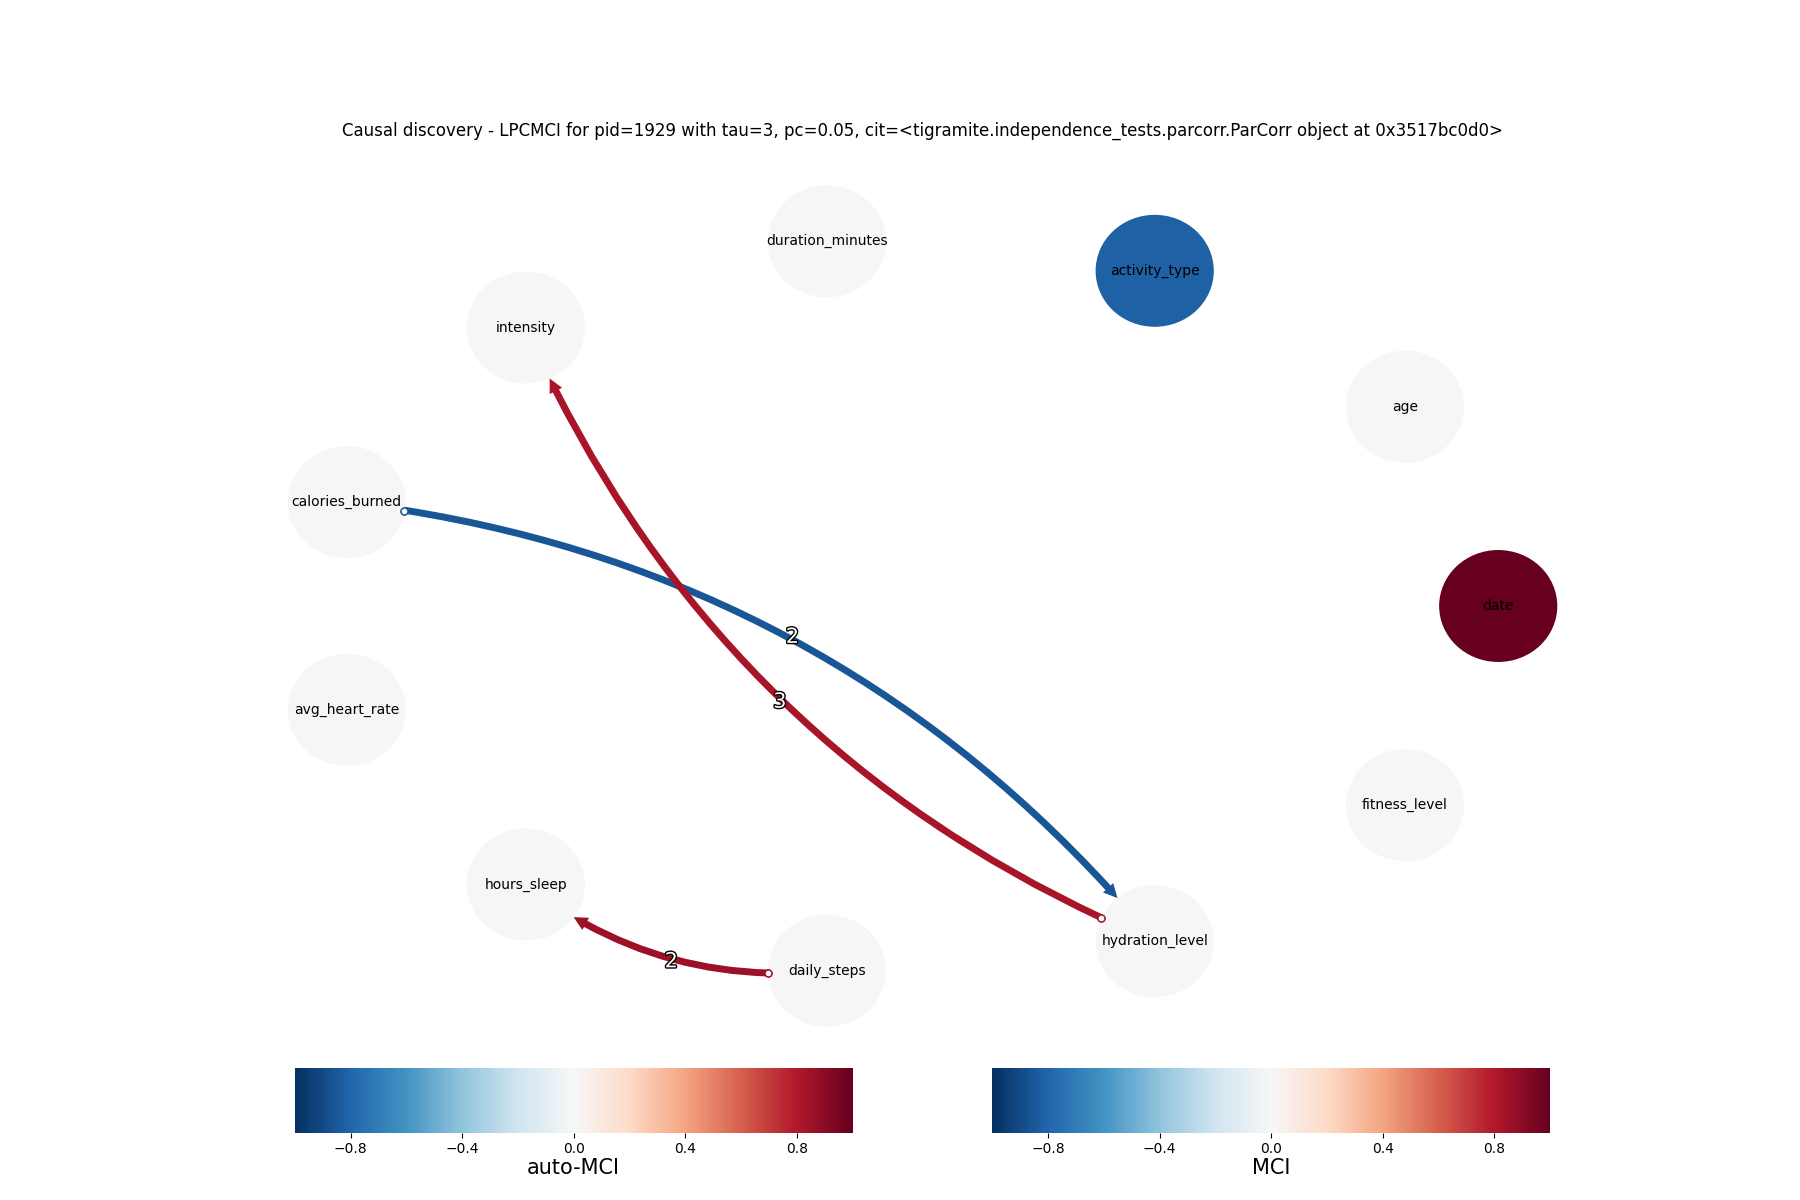 Causal discovery - LPCMCI for pid=1929 with tau=3, pc=0.05, cit=<tigramite.independence_tests.parcorr.ParCorr object at 0x3517bc0d0>
duration_minutes
activity_type
intensity
age
calories_burned
date
2
3
avg_heart_rate
fitness_level
hours_sleep
hydration_level
2
daily_steps
−0.8 −0.4 0.0 0.4 0.8
auto-MCI
−0.8 −0.4 0.0 0.4 0.8
MCI